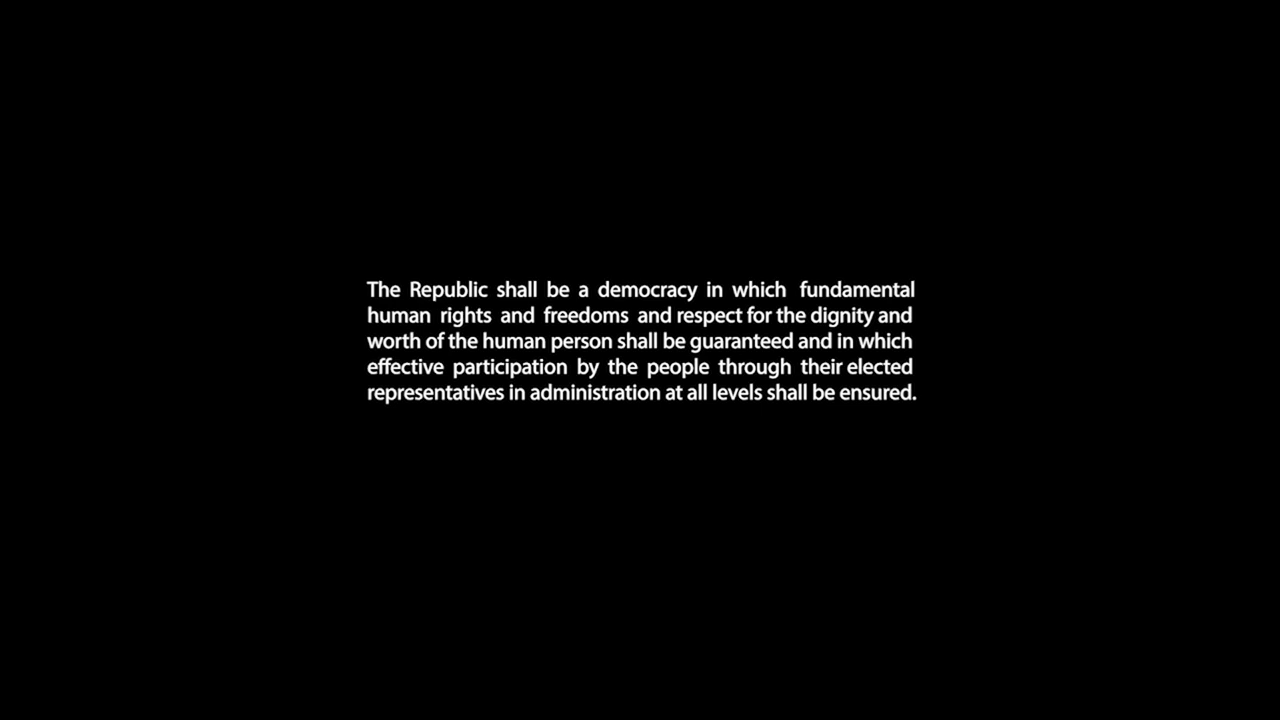 The Republic shall be a democracy in which fundamental
human rights and freedoms and respect for the dignity and
worth of the human person shall be guaranteed and in which
effective participation by the people through their elected
representatives in administration at all levels shall be ensured.